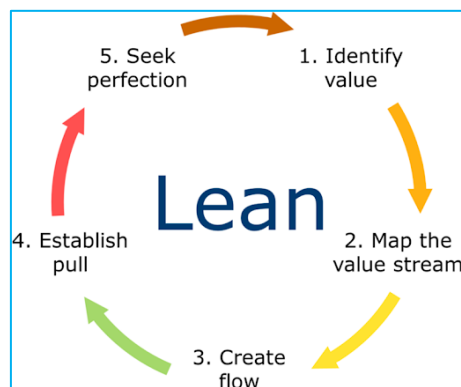 1. Identify
value
2. Map the
value stream
3. Create
flow
4. Establish
pull
5. Seek
perfection
Lean